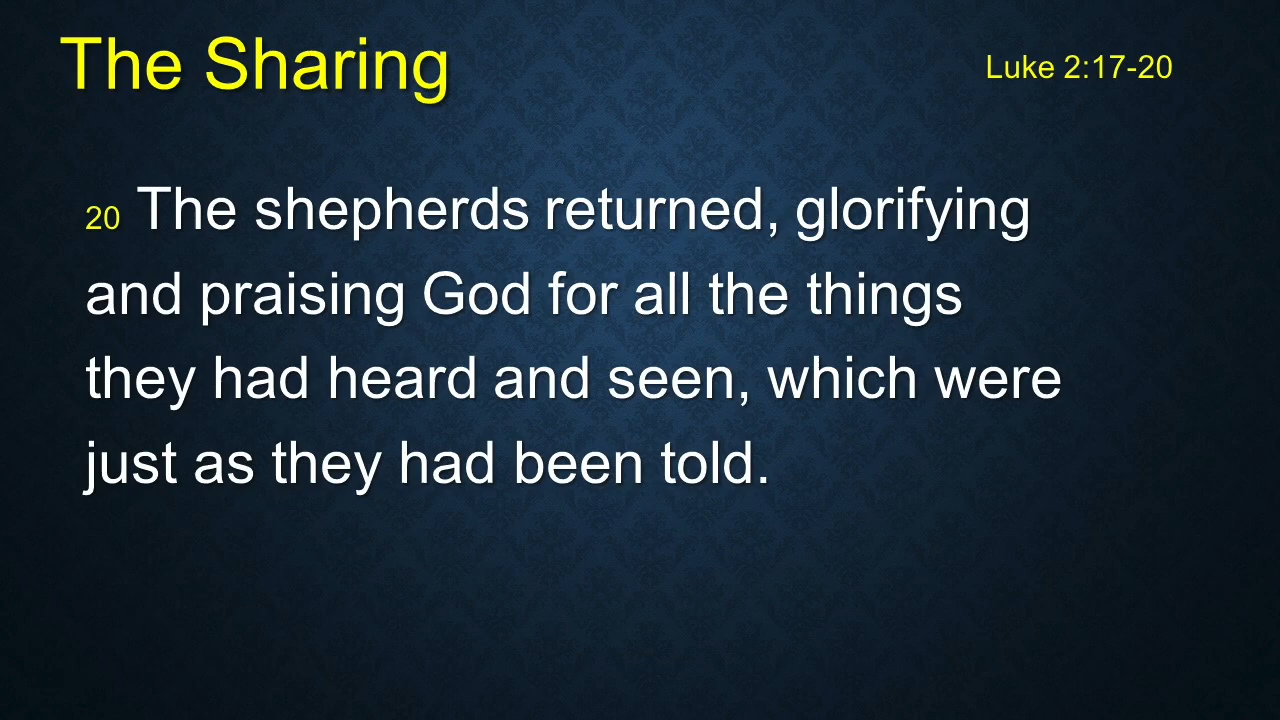 The Sharing
Luke 2:17-20
20 The shepherds returned, glorifying
and praising God for all the things
they had heard and seen, which were
just as they had been told.